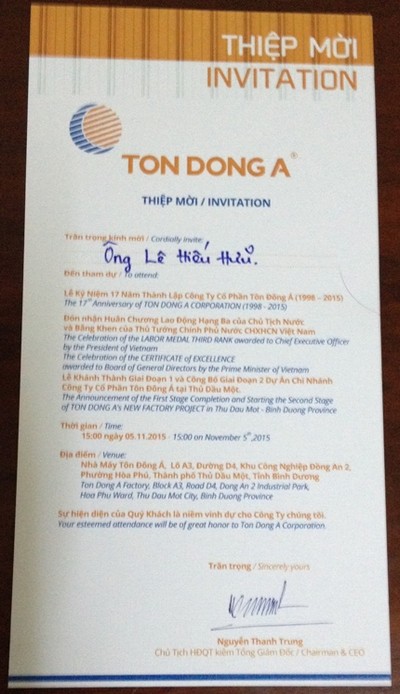 THIỆP MỜI
INVITATION
TON DONG A®
THIỆP MỜI / INVITATION
Trân trọng kính mời / Cordially invite:
Ông Lê Hiếu Hữu.
Đến tham dự / To attend:
Lễ Kỷ Niệm 17 Năm Thành Lập Công Ty Cổ Phần Tôn Đông Á (1998 - 2015)
The 17th Anniversary of TON DONG A CORPORATION (1998 - 2015)
Đón nhận Huân Chương Lao Động Hạng Ba của Chủ Tịch Nước
và Bằng Khen của Thủ Tướng Chính Phủ Nước CHXHCN Việt Nam
The Celebration of the LABOR MEDAL THIRD RANK awarded to Chief Executive Officer
by the President of Vietnam
The Celebration of the CERTIFICATE of EXCELLENCE
awarded to Board of General Directors by the Prime Minister of Vietnam
Lễ Khánh Thành Giai Đoạn 1 và Công Bố Giai Đoạn 2 Dự Án Chi Nhánh
Công Ty Cổ Phần Tôn Đông Á tại Thủ Dầu Một
The Announcement of the First Stage Completion and Starting the Second Stage
of TON DONG A'S NEW FACTORY PROJECT in Thu Dau Mot - Binh Duong Province
Thời gian / Time:
15:00 ngày 05.11.2015 - 15:00 on November 5th 2015
Địa điểm / Venue:
Nhà Máy Tôn Đông Á, Lô A3, Đường D4, Khu Công Nghiệp Đồng An 2,
Phường Hòa Phú, Thành phố Thủ Dầu Một, Tỉnh Bình Dương
Ton Dong A Factory, Block A3, Road D4, Dong An 2 Industrial Park,
Hoa Phu Ward, Thu Dau Mot City, Binh Duong Province
Sự hiện diện của Quý Khách là niềm vinh dự cho Công ty chúng tôi.
Your esteemed attendance will be of great honor to Ton Dong A Corporation
Trân trọng / Sincerely yours
Nguyễn Thanh Trung
Chủ Tịch HĐQT kiêm Tổng Giám Đốc / Chairman & CEO